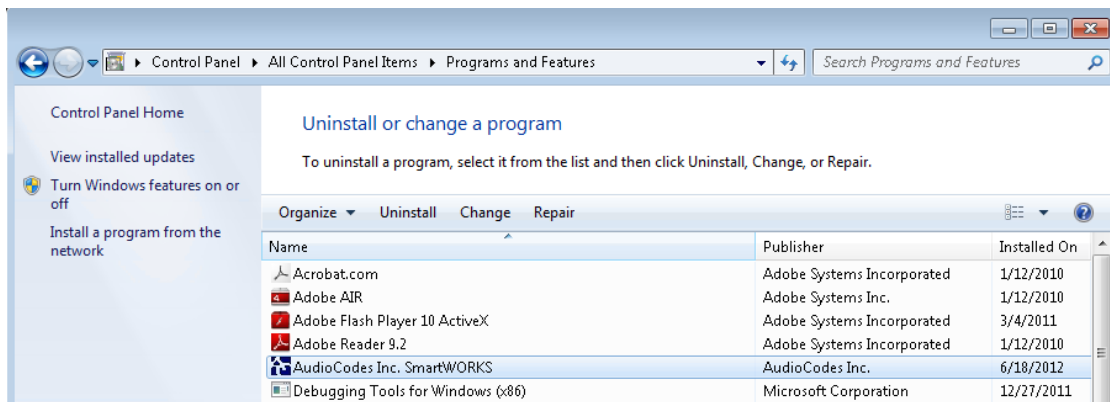 Control Panel All Control Panel Items Programs and Features Search Programs and Features
Control Panel Home
View installed updates
Turn Windows features on or
off
Install a program from the
network
Uninstall or change a program
To uninstall a program, select it from the list and then click Uninstall, Change, or Repair.
Organize Uninstall Change Repair
Name Publisher Installed On
Acrobat.com Adobe Systems Incorporated 1/12/2010
Adobe AIR Adobe Systems Inc. 1/12/2010
Adobe Flash Player 10 ActiveX Adobe Systems Incorporated 3/4/2011
Adobe Reader 9.2 Adobe Systems Incorporated 1/12/2010
AudioCodes Inc. SmartWORKS AudioCodes Inc. 6/18/2012
Debugging Tools for Windows (x86) Microsoft Corporation 12/27/2011